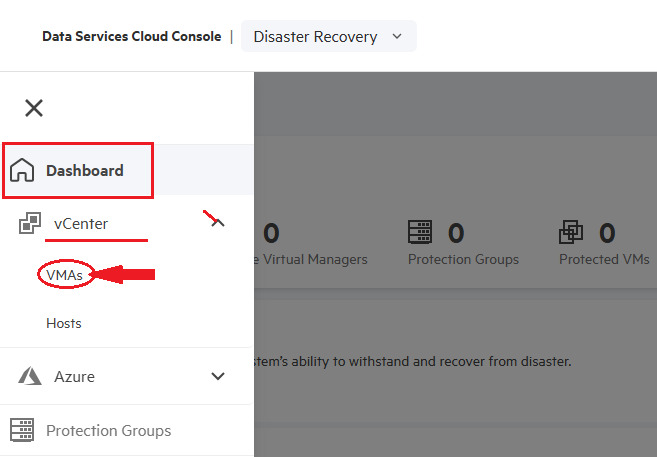 Data Services Cloud Console | Disaster Recovery
Dashboard
vCenter
0 0 0
e Virtual Managers Protection Groups Protected VMs
VMAs
Hosts
stem's ability to withstand and recover from disaster.
Azure
Protection Groups